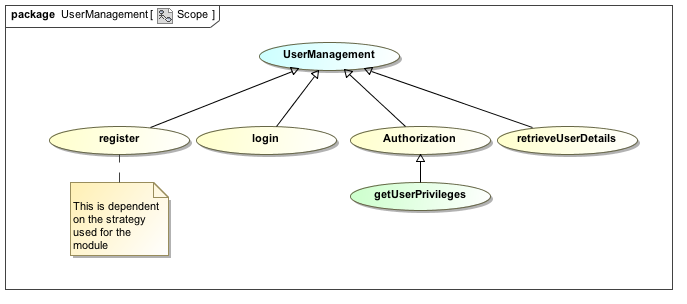 package UserManagement [ Scope ]
UserManagement
register
login
Authorization
retrieveUserDetails
getUserPrivileges
This is dependent
on the strategy
used for the
module